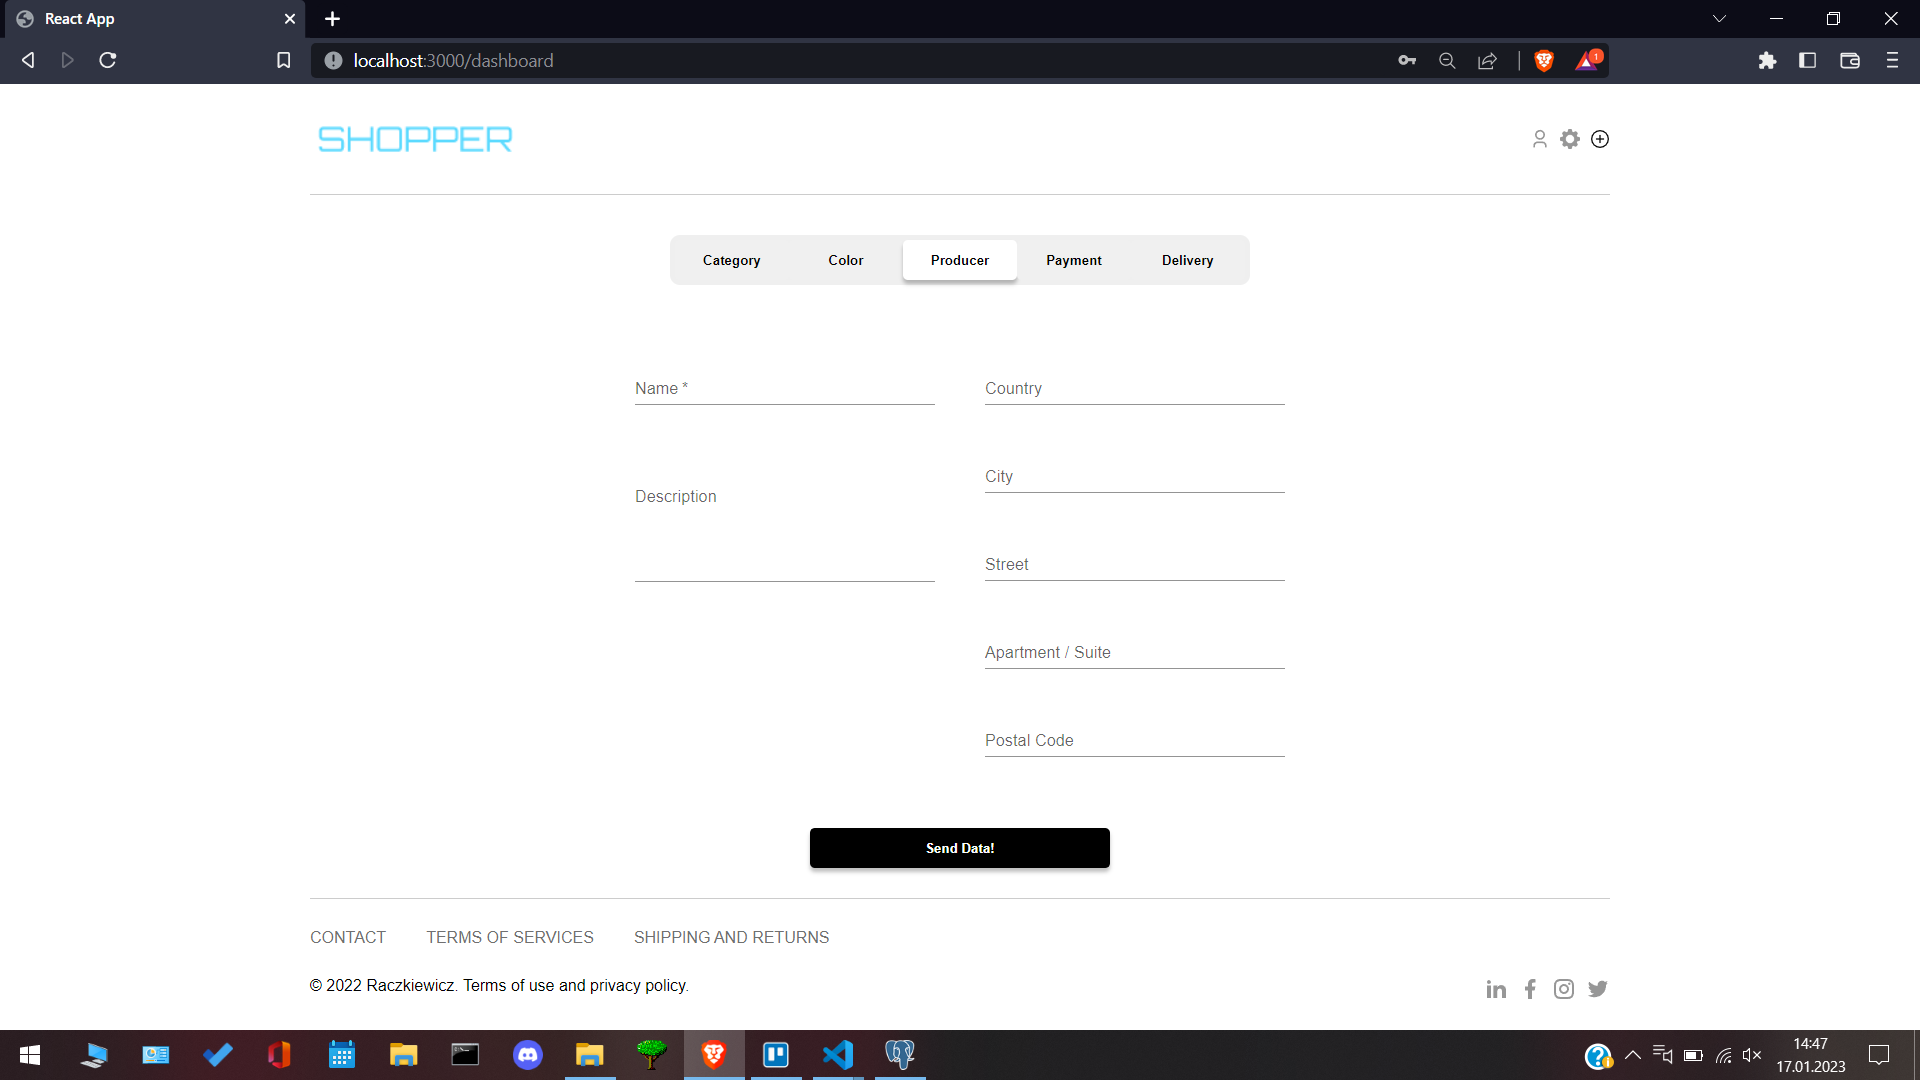 React App
localhost:3000/dashboard
1
SHOPPER
Category Color Producer Payment Delivery
Name *
Country
City
Description
Street
Apartment / Suite
Postal Code
Send Data!
CONTACT TERMS OF SERVICES SHIPPING AND RETURNS
© 2022 Raczkiewicz. Terms of use and privacy policy.
14:47
17.01.2023